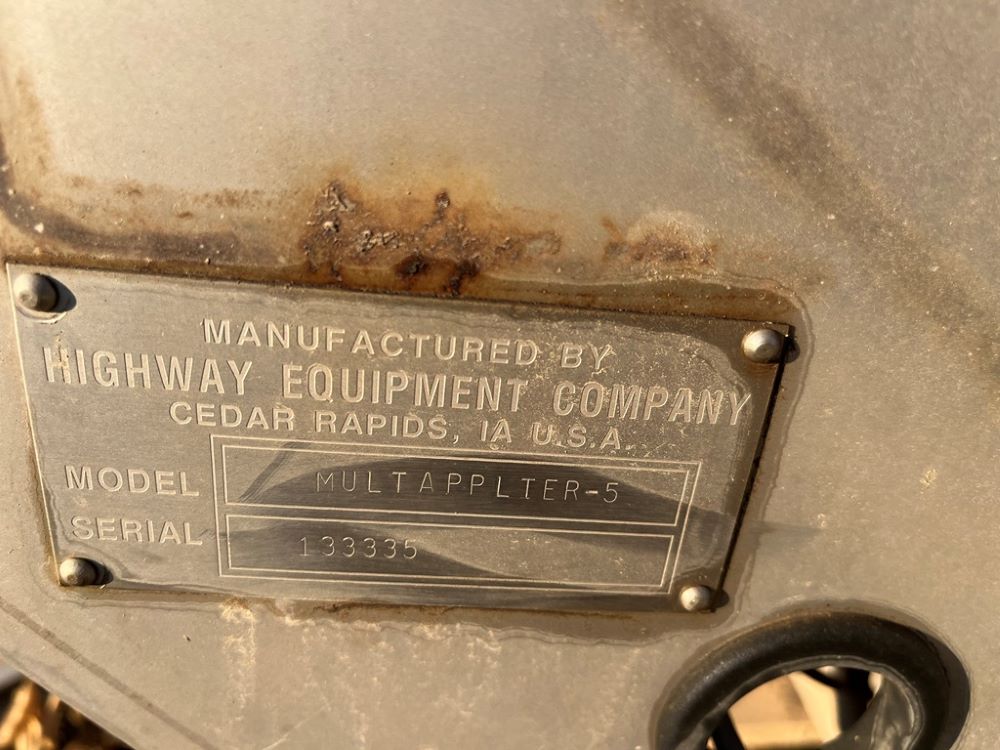 MANUFACTURED BY
HIGHWAY EQUIPMENT COMPANY
CEDAR RAPIDS, IA U.S.A.
MODEL MULTAPPLTER-5
SERIAL 133335